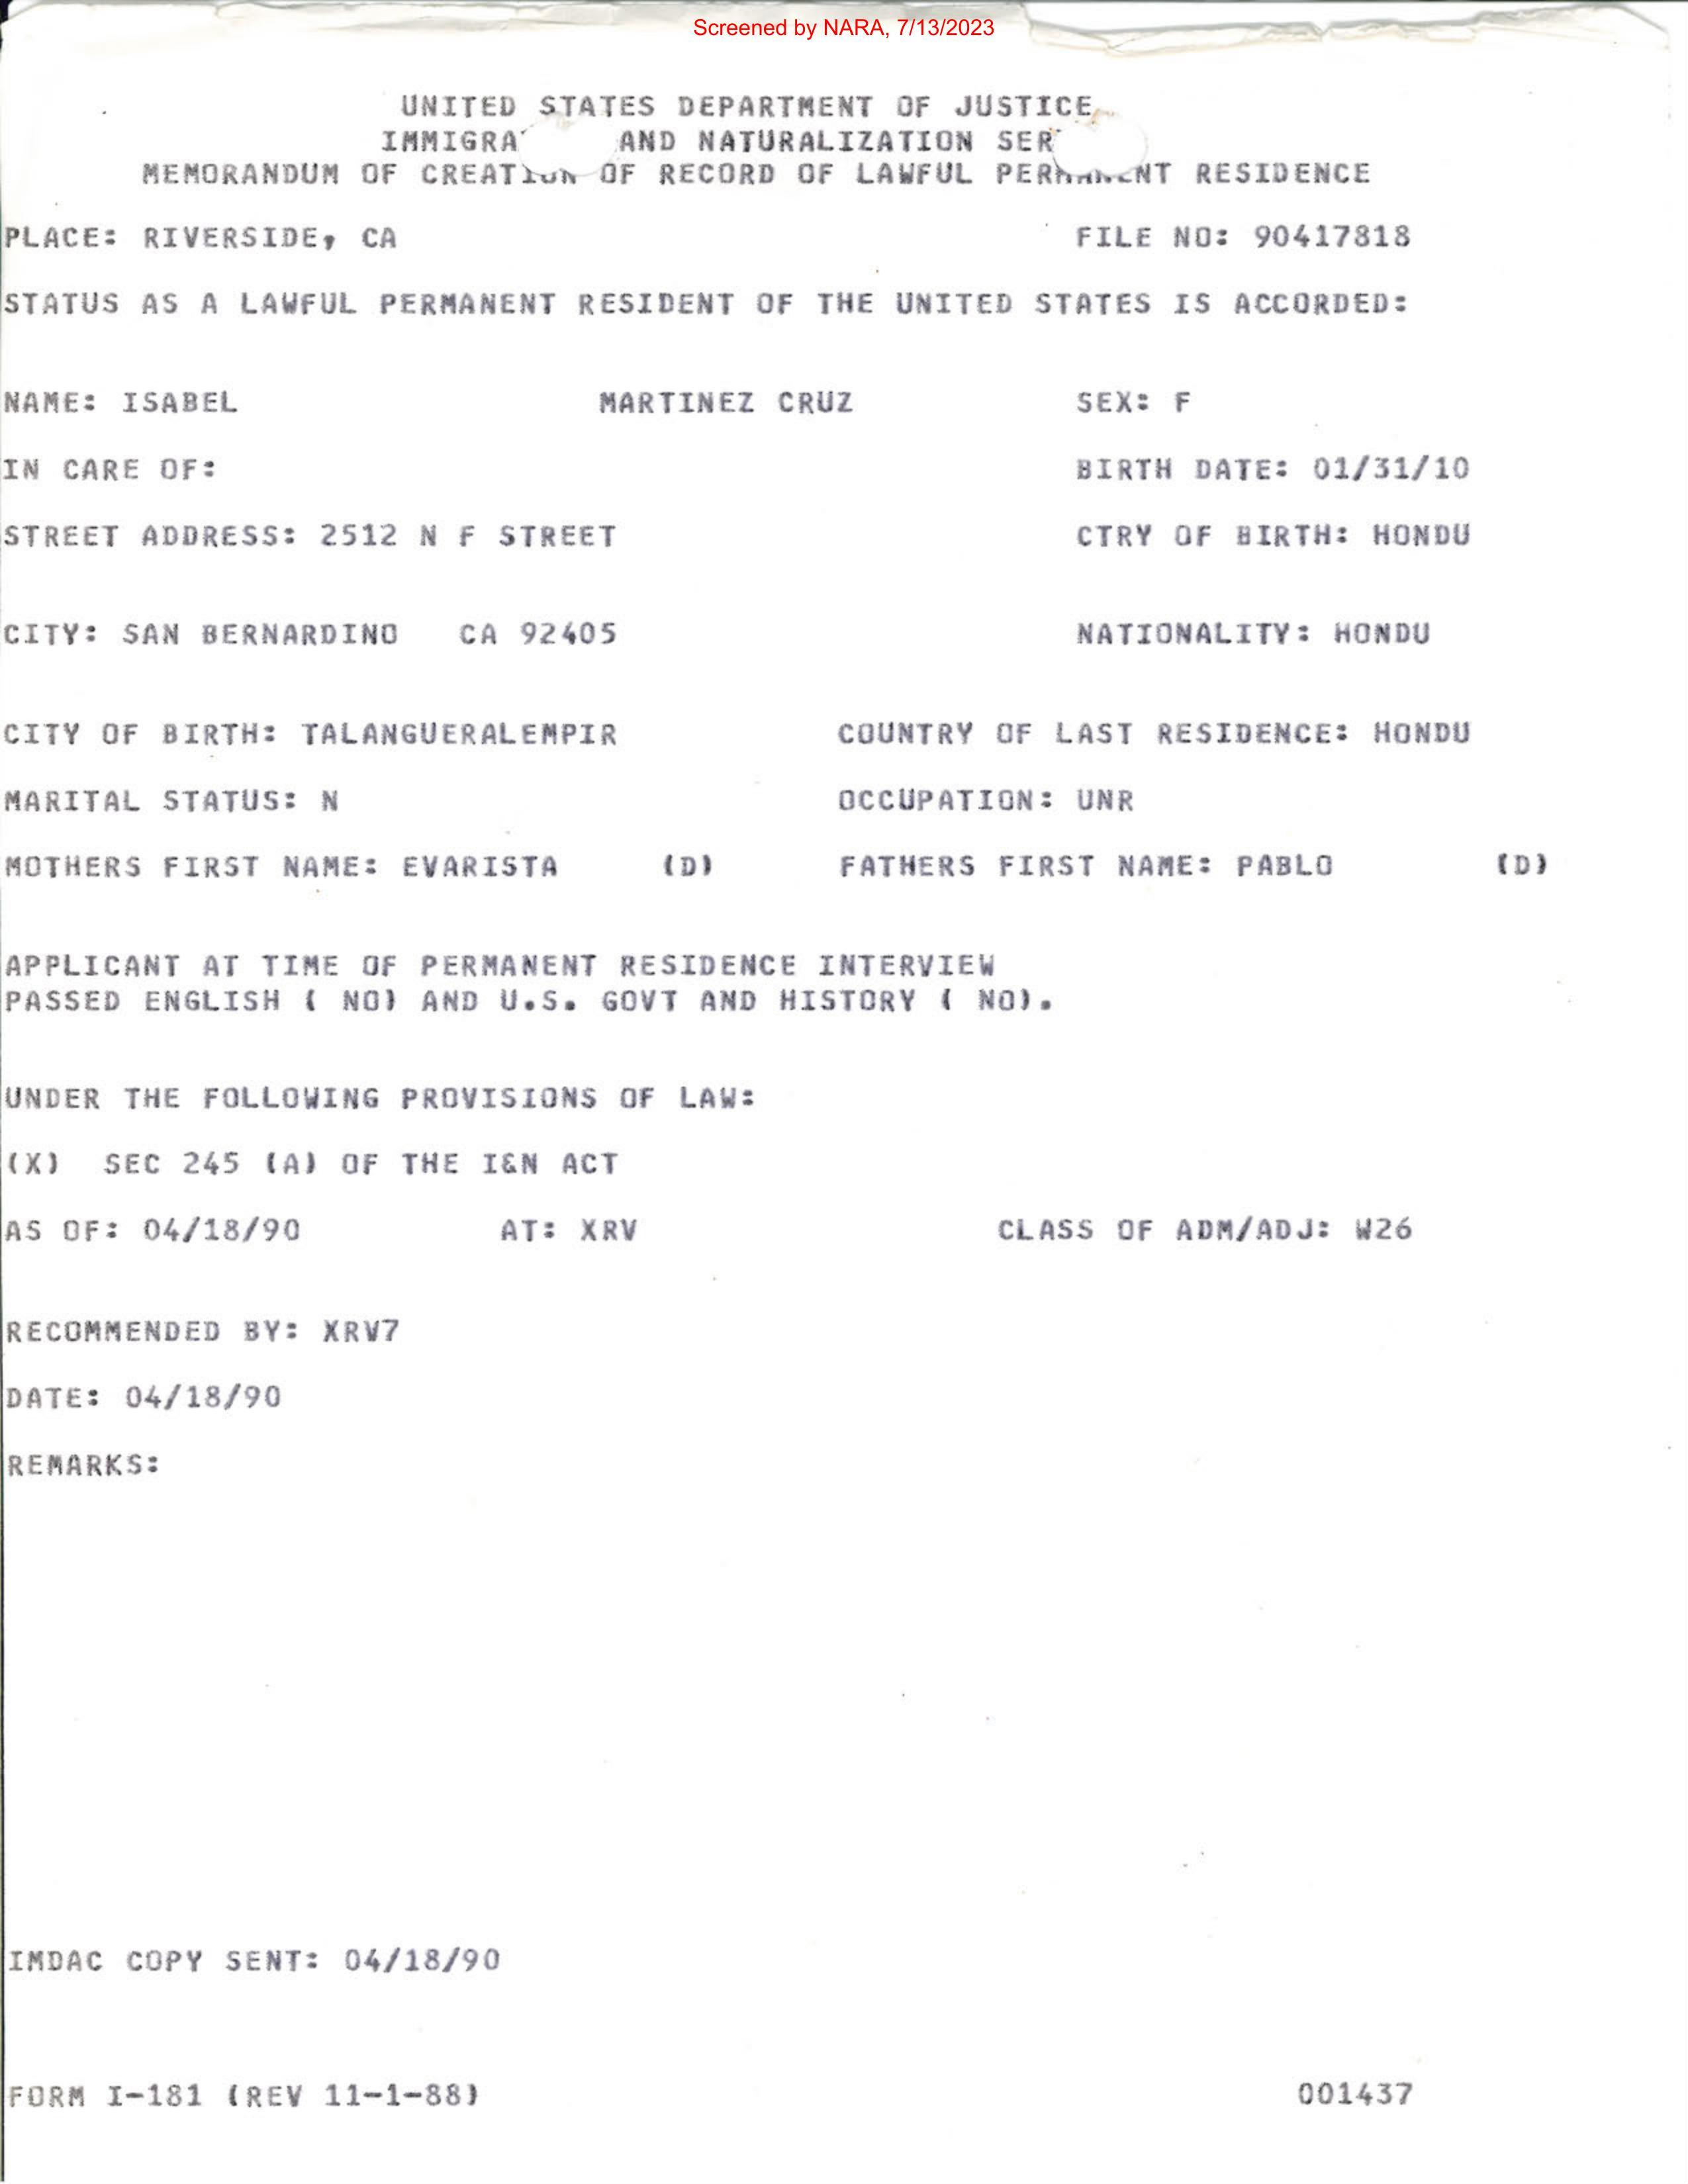 Screened by NARA, 7/13/2023
UNITED STATES DEPARTMENT OF JUSTICE
IMMIGRA AND NATURALIZATION SER
MEMORANDUM OF CREATION OF RECORD OF LAWFUL PERMANENT RESIDENCE
PLACE: RIVERSIDE, CA FILE NO: 90417818
STATUS AS A LAWFUL PERMANENT RESIDENT OF THE UNITED STATES IS ACCORDED:
NAME: ISABEL MARTINEZ CRUZ SEX: F
IN CARE OF: BIRTH DATE: 01/31/10
STREET ADDRESS: 2512 N F STREET CTRY OF BIRTH: HONDU
CITY: SAN BERNARDINO CA 92405 NATIONALITY: HONDU
CITY OF BIRTH: TALANGUERALEMPIR COUNTRY OF LAST RESIDENCE: HONDU
MARITAL STATUS: N OCCUPATION: UNR
MOTHERS FIRST NAME: EVARISTA (D) FATHERS FIRST NAME: PABLO (D)
APPLICANT AT TIME OF PERMANENT RESIDENCE INTERVIEW
PASSED ENGLISH ( NO) AND U.S. GOVT AND HISTORY ( NO).
UNDER THE FOLLOWING PROVISIONS OF LAW:
(X) SEC 245 (A) OF THE I&N ACT
AS OF: 04/18/90 AT: XRV CLASS OF ADM/ADJ: W26
RECOMMENDED BY: XRV7
DATE: 04/18/90
REMARKS:
IMDAC COPY SENT: 04/18/90
FORM I-181 (REV 11-1-88) 001437